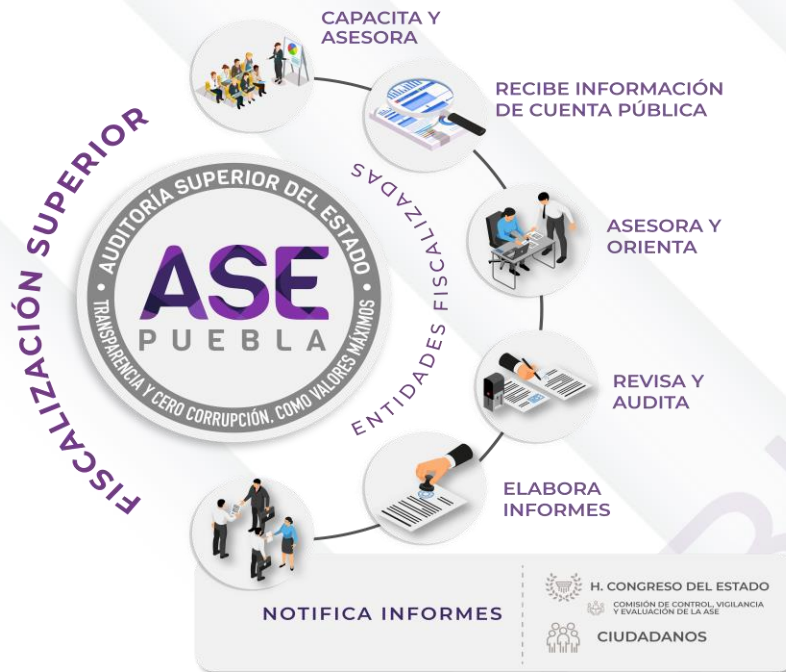 CAPACITA Y
ASESORA
RECIBE INFORMACIÓN
DE CUENTA PÚBLICA
FISCALIZACIÓN SUPERIOR
AUDITORÍA SUPERIOR DEL ESTADO
ASE
PUEBLA
TRANSPARENCIA Y CERO CORRUPCIÓN, COMO VALORES MÁXIMOS
ENTIDADES FISCALIZADAS
ASESORA Y
ORIENTA
REVISA Y
AUDITA
ELABORA
INFORMES
NOTIFICA INFORMES
H. CONGRESO DEL ESTADO
COMISIÓN DE CONTROL, VIGILANCIA
Y EVALUACIÓN DE LA ASE
CIUDADANOS